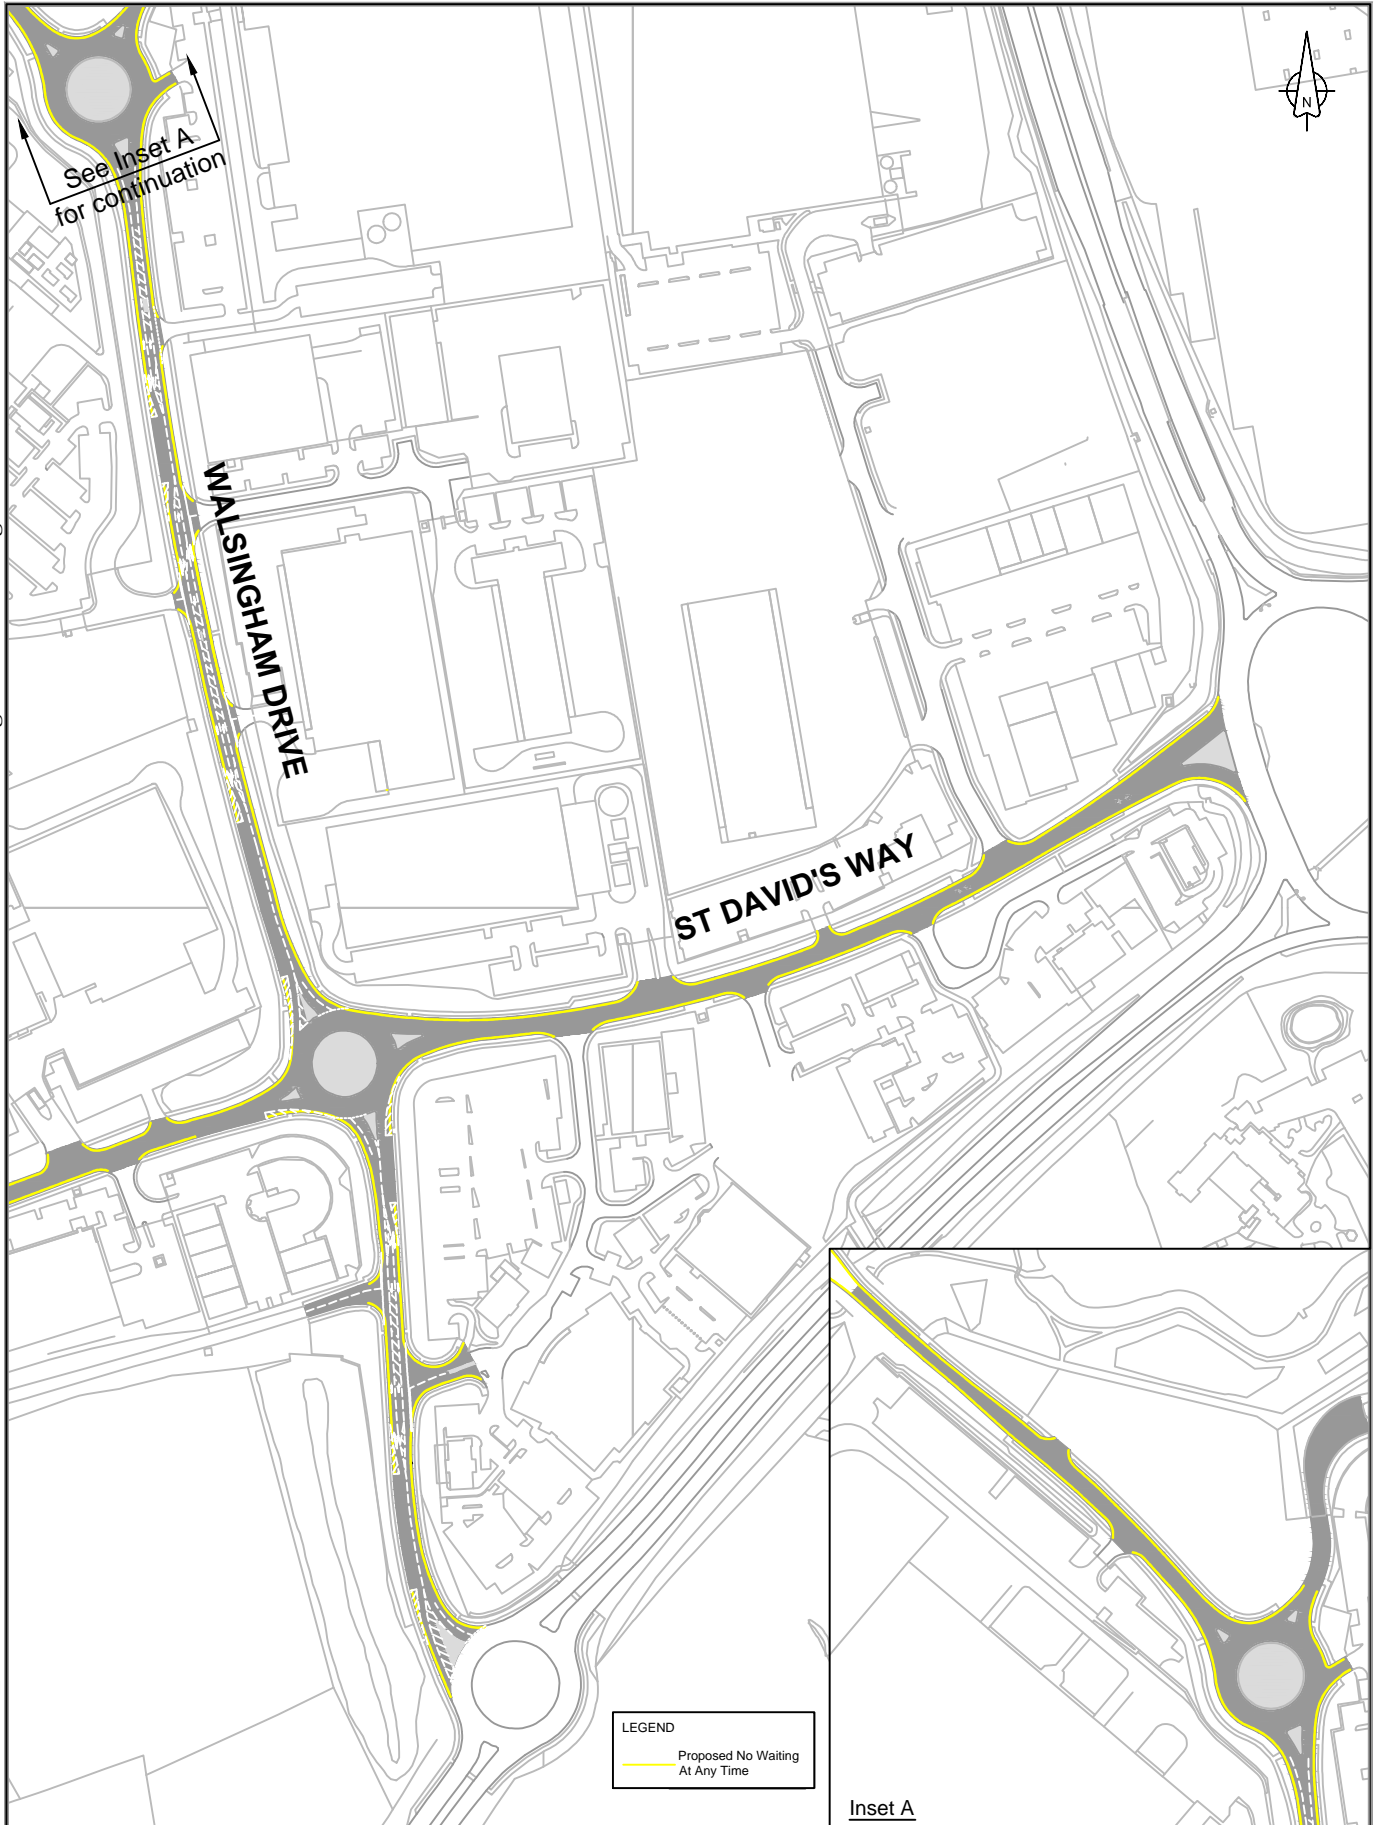 See Inset A
for continuation
N
WALSINGHAM DRIVE
ST DAVID'S WAY
LEGEND
Proposed No Waiting
At Any Time
Inset A